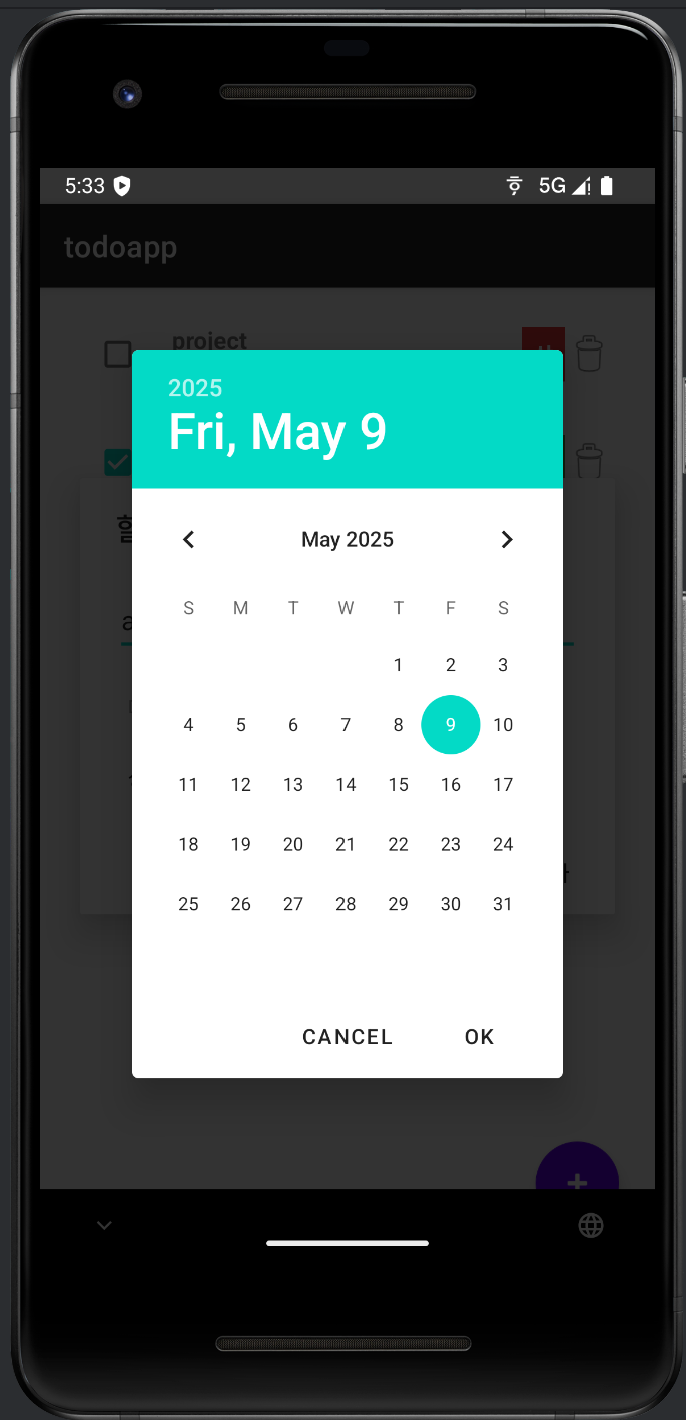 5:33 5G
todoapp
project
2025
Fri, May 9
May 2025
S M T W T F S
1 2 3
4 5 6 7 8 9 10
11 12 13 14 15 16 17
18 19 20 21 22 23 24
25 26 27 28 29 30 31
CANCEL OK